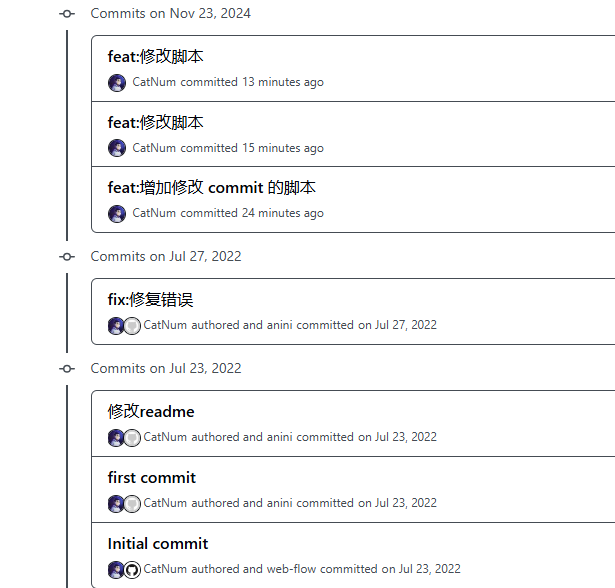 Commits on Nov 23, 2024
feat:修改脚本
CatNum committed 13 minutes ago
feat:修改脚本
CatNum committed 15 minutes ago
feat:增加修改 commit 的脚本
CatNum committed 24 minutes ago
Commits on Jul 27, 2022
fix:修复错误
CatNum authored and anini committed on Jul 27, 2022
Commits on Jul 23, 2022
修改readme
CatNum authored and anini committed on Jul 23, 2022
first commit
CatNum authored and anini committed on Jul 23, 2022
Initial commit
CatNum authored and web-flow committed on Jul 23, 2022